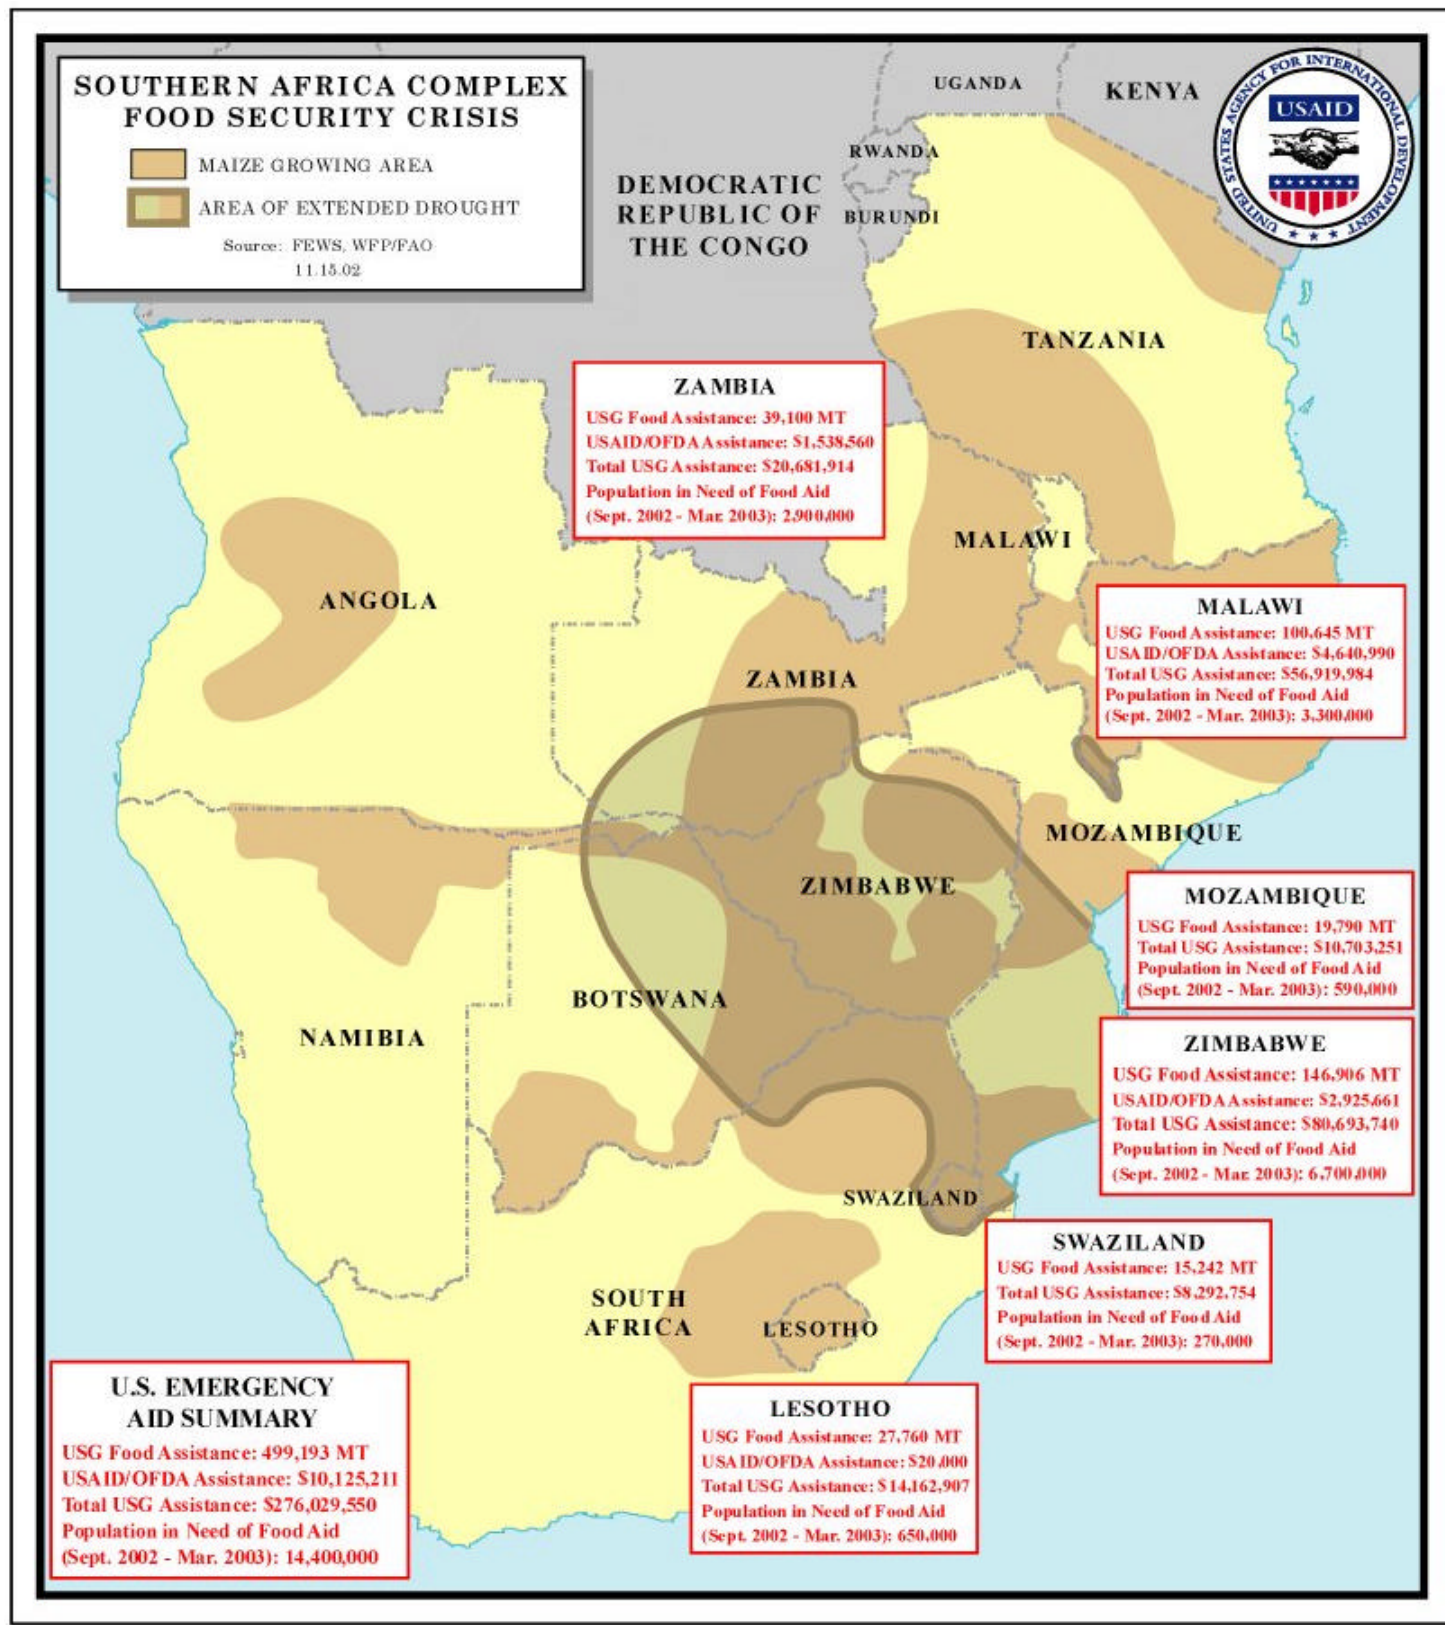 SOUTHERN AFRICA COMPLEX
FOOD SECURITY CRISIS
MAIZE GROWING AREA
AREA OF EXTENDED DROUGHT
Source: FEWS, WFP/FAO
11.15.02
UNITED STATES AGENCY FOR INTERNATIONAL DEVELOPMENT
USAID
UGANDA
KENYA
RWANDA
BURUNDI
DEMOCRATIC
REPUBLIC OF
THE CONGO
TANZANIA
ZAMBIA
USG Food Assistance: 39,100 MT
USAID/OFDA Assistance: $1,538,560
Total USG Assistance: $20,681,914
Population in Need of Food Aid
(Sept. 2002 - Mar. 2003): 2,900,000
MALAWI
ANGOLA
MALAWI
USG Food Assistance: 100,645 MT
USAID/OFDA Assistance: $4,640,990
Total USG Assistance: $56,919,984
Population in Need of Food Aid
(Sept. 2002 - Mar. 2003): 3,300,000
ZAMBIA
MOZAMBIQUE
ZIMBABWE
MOZAMBIQUE
USG Food Assistance: 19,790 MT
Total USG Assistance: $10,703,251
Population in Need of Food Aid
(Sept. 2002 - Mar. 2003): 590,000
BOTSWANA
NAMIBIA
ZIMBABWE
USG Food Assistance: 146,906 MT
USAID/OFDA Assistance: $2,925,661
Total USG Assistance: $80,693,740
Population in Need of Food Aid
(Sept. 2002 - Mar. 2003): 6,700,000
SWAZILAND
SWAZILAND
USG Food Assistance: 15,242 MT
Total USG Assistance: $8,292,754
Population in Need of Food Aid
(Sept. 2002 - Mar. 2003): 270,000
SOUTH
AFRICA
LESOTHO
U.S. EMERGENCY
AID SUMMARY
USG Food Assistance: 499,193 MT
USAID/OFDA Assistance: $10,125,211
Total USG Assistance: $276,029,550
Population in Need of Food Aid
(Sept. 2002 - Mar. 2003): 14,400,000
LESOTHO
USG Food Assistance: 27,760 MT
USAID/OFDA Assistance: $20,000
Total USG Assistance: $14,162,907
Population in Need of Food Aid
(Sept. 2002 - Mar. 2003): 650,000